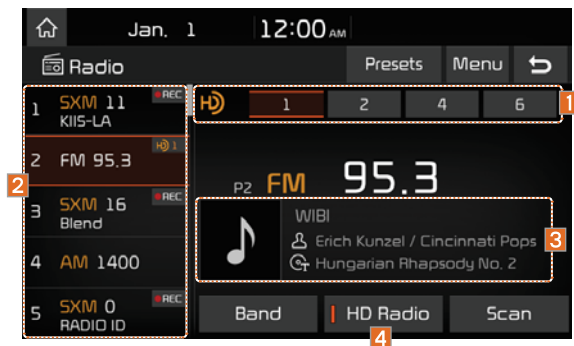 Jan. 1 12:00 AM
Radio Presets Menu
1 SXM 11 REC
KIIS-LA
HD 1 2 4 6 1
2 FM 95.3 HD 1
2
P2 FM 95.3
3 SXM 16 REC
Blend
WIBI
Erich Kunzel / Cincinnati Pops 3
Hungarian Rhapsody No. 2
4 AM 1400
5 SXM 0 REC
RADIO ID
Band HD Radio Scan
4